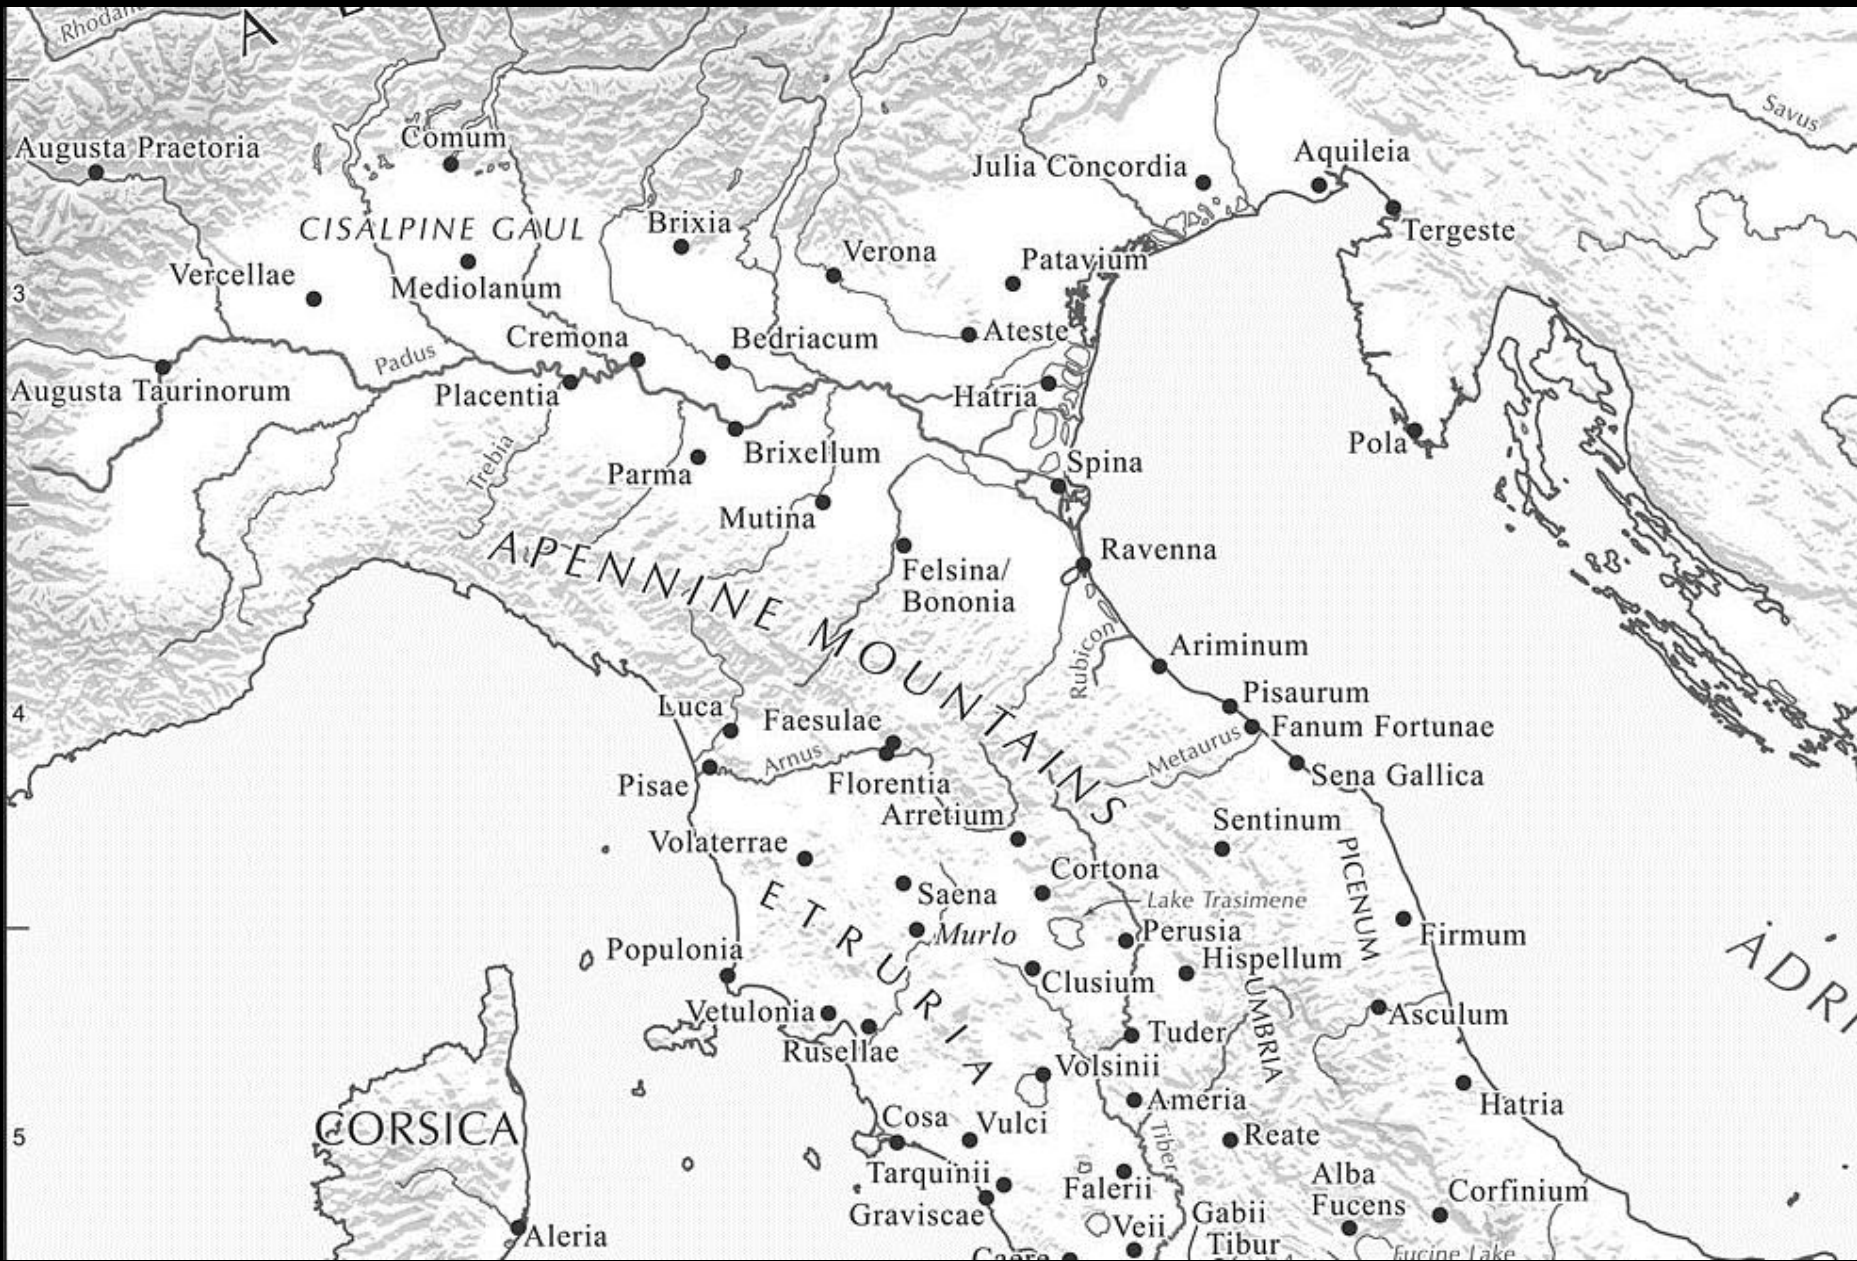 A
Savus
Augusta Praetoria
Comum
Julia Concordia
Aquileia
CISALPINE GAUL
Brixia
Tergeste
Verona
Patavium
Vercellae
Mediolanum
3
Cremona
Bedriacum
Ateste
Padus
Augusta Taurinorum
Placentia
Hatria
Pola
Brixellum
Spina
Trebia
Parma
Mutina
APENNINE MOUNTAINS
Ravenna
Felsina/
Bononia
Rubicon
Ariminum
Pisaurum
Luca
Faesulae
Fanum Fortunae
4
Arnus
Metaurus
Pisae
Florentia
Sena Gallica
Arretium
Sentinum
Volaterrae
PICENUM
Cortona
Saena
Lake Trasimene
ETRURIA
Murlo
Perusia
Firmum
Populonia
Hispellum
Clusium
ADRI
Vetulonia
UMBRIA
Asculum
Tuder
Rusellae
Volsinii
Ameria
Hatria
CORSICA
Cosa
Vulci
5
Tiber
Reate
Tarquinii
Falerii
Alba
Fucens
Corfinium
Graviscae
Veii
Gabii
Tibur
Aleria
Caere
Fucine Lake